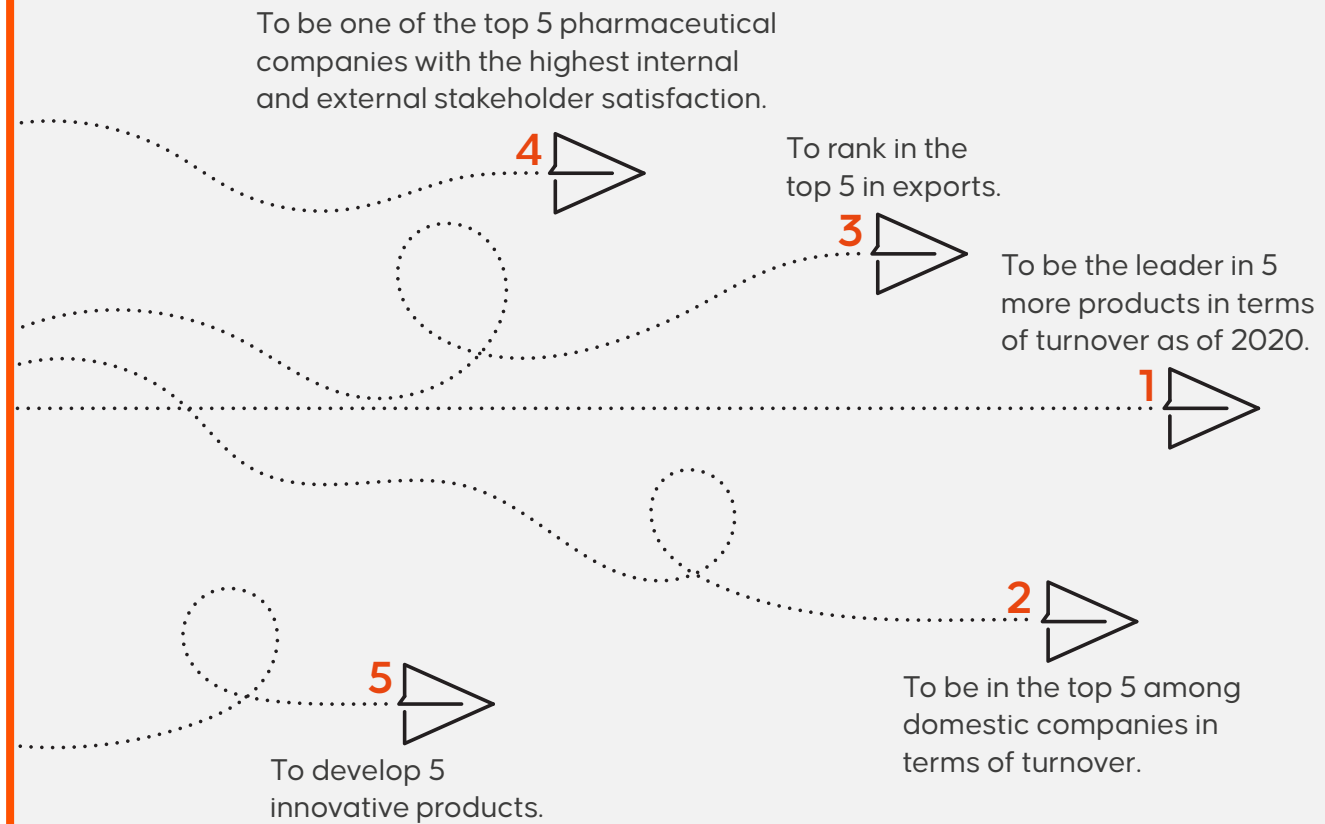 To be one of the top 5 pharmaceutical
companies with the highest internal
and external stakeholder satisfaction.
4
To rank in the
top 5 in exports.
3
To be the leader in 5
more products in terms
of turnover as of 2020.
1
2
To be in the top 5 among
domestic companies in
terms of turnover.
5
To develop 5
innovative products.